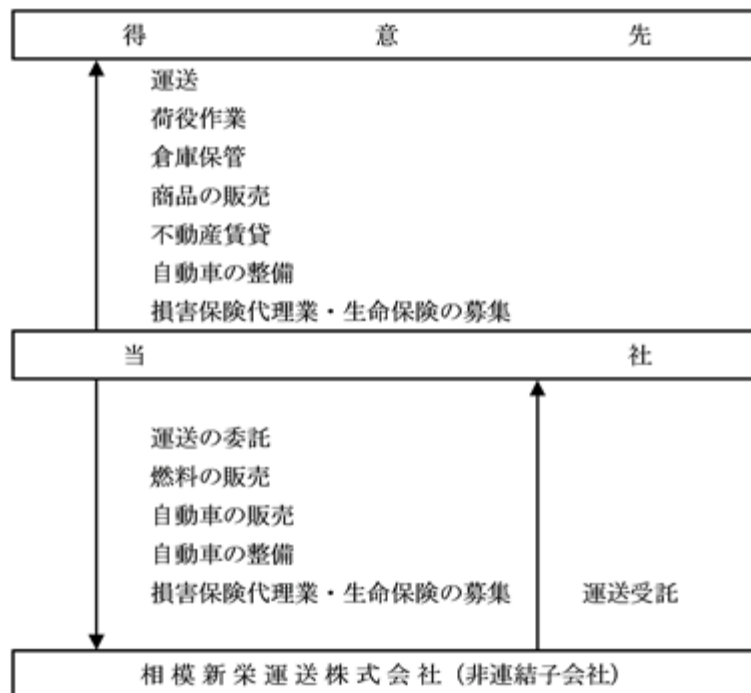 得意先
運送
荷役作業
倉庫保管
商品の販売
不動産賃貸
自動車の整備
損害保険代理業・生命保険の募集
当社
運送の委託
燃料の販売
自動車の販売
自動車の整備
損害保険代理業・生命保険の募集 運送受託
相模新栄運送株式会社（非連結子会社）